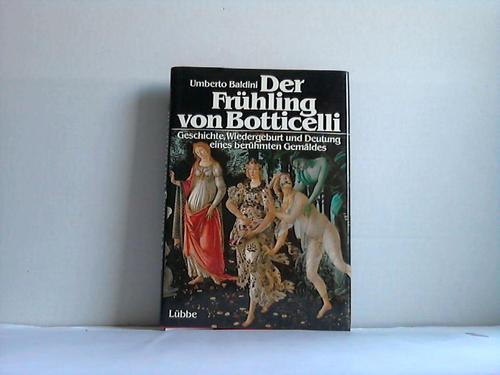 Umberto Baldini Der
Frühling
von Botticelli
Geschichte, Wiedergeburt und Deutung
eines berühmten Gemäldes
Lübbe